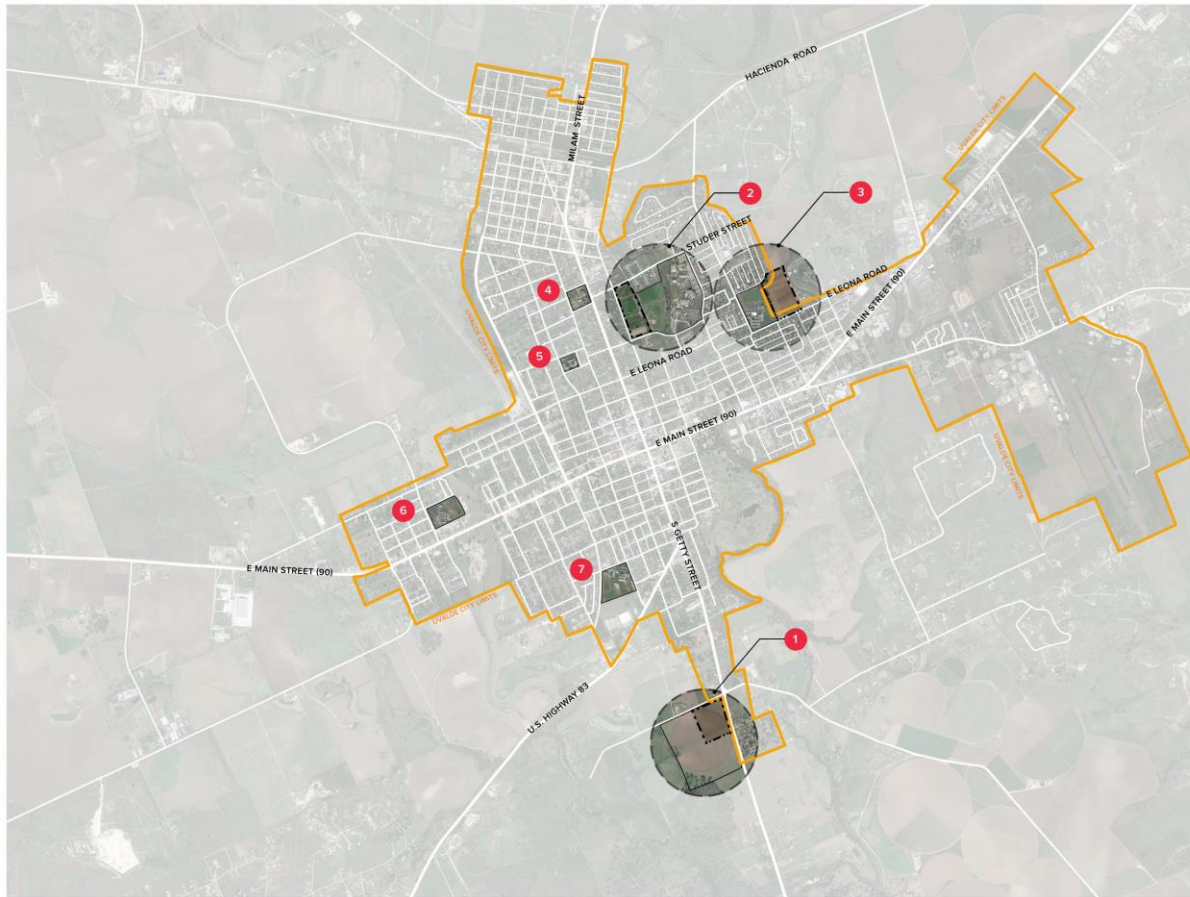 HACIENDA ROAD
MILAM STREET
UVALDE CITY LIMITS
2
3
STUDER STREET
4
E LEONA ROAD
E MAIN STREET (90)
UVALDE CITY LIMITS
5
E LEONA ROAD
E MAIN STREET (90)
UVALDE CITY LIMITS
6
S GETTY STREET
E MAIN STREET (90)
7
UVALDE CITY LIMITS
1
U.S. HIGHWAY 83